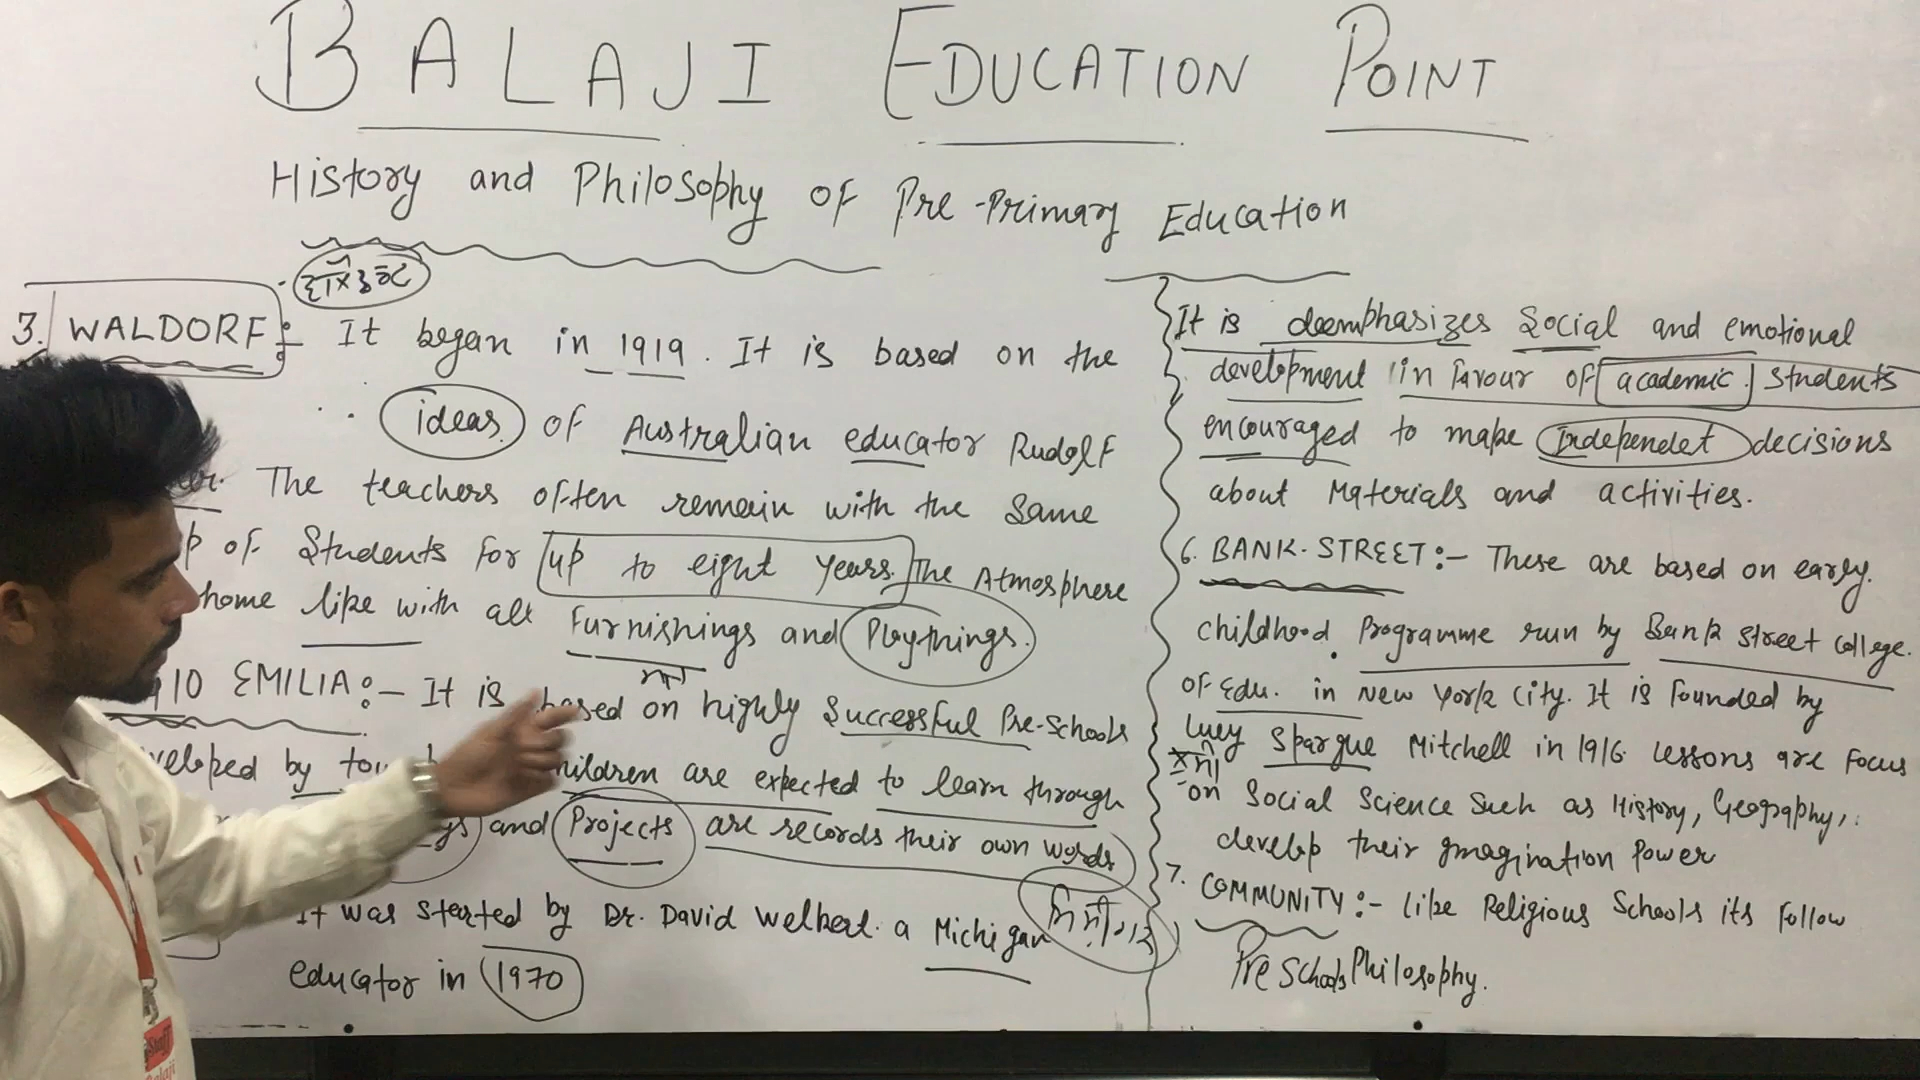 BALAJI EDUCATION POINT
History and Philosophy of Pre-Primary Education
3. WALDORF:- It began in 1919. It is based on the
ideas of Australian educator Rudolf
The teachers often remain with the same
of Students for up to eight years. The Atmosphere
home like with all Furnishings and Playthings.
EMILIA:- It is based on highly Successful Pre-Schools
by are expected to learn through
and Projects are records their own words
It was started by Dr. David Welbert a Michigan
educator in 1970
It is deemphasizes Social and emotional
development in favour of academic. Students
encouraged to make independet decisions
about Materials and activities.
6. BANK-STREET:- These are based on early.
childhood Programme run by Bank Street College.
of Edu. in New York City. It is founded by
Lucy Spargue Mitchell in 1916. Lessons are Focus
on Social Science Such as History, Geography,
develop their Imagination Power
7. COMMUNITY:- Like Religious Schools its Follow
Pre Schools Philosophy.
Staff
Balaji